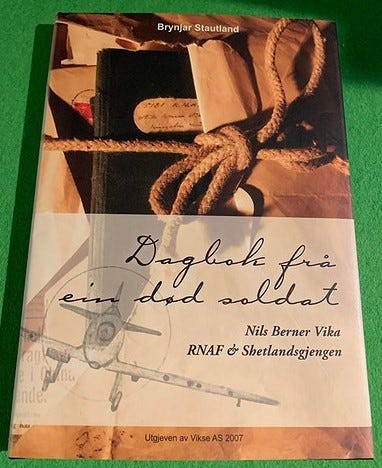 Brynjar Stautland
Dagbok frå
ein død soldat
Nils Berner Vika
RNAF & Shetlandsgjengen
Utgjeven av Vikse AS 2007